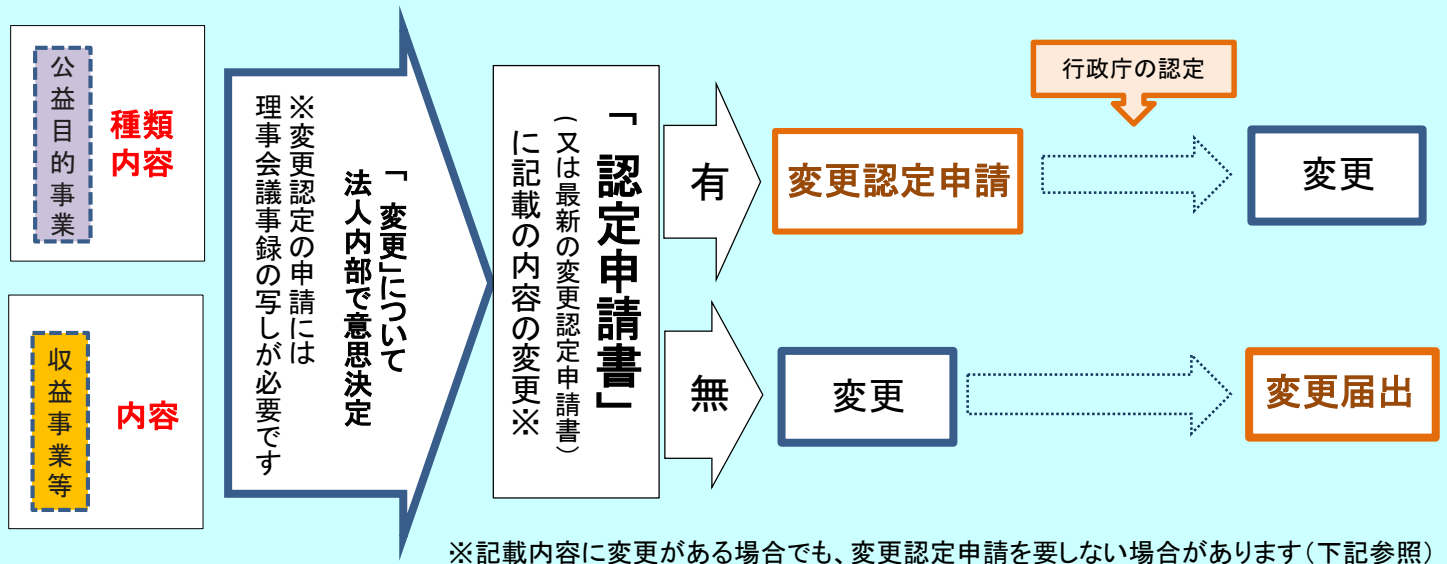 公益目的事業
種類
内容
収益事業等
内容
「変更」について
法人内部で意思決定
※変更認定の申請には
理事会議事録の写しが必要です
「認定申請書」
（又は最新の変更認定申請書）
に記載の内容の変更※
有
変更認定申請
行政庁の認定
変更
無
変更
変更届出
※記載内容に変更がある場合でも、変更認定申請を要しない場合があります（下記参照）